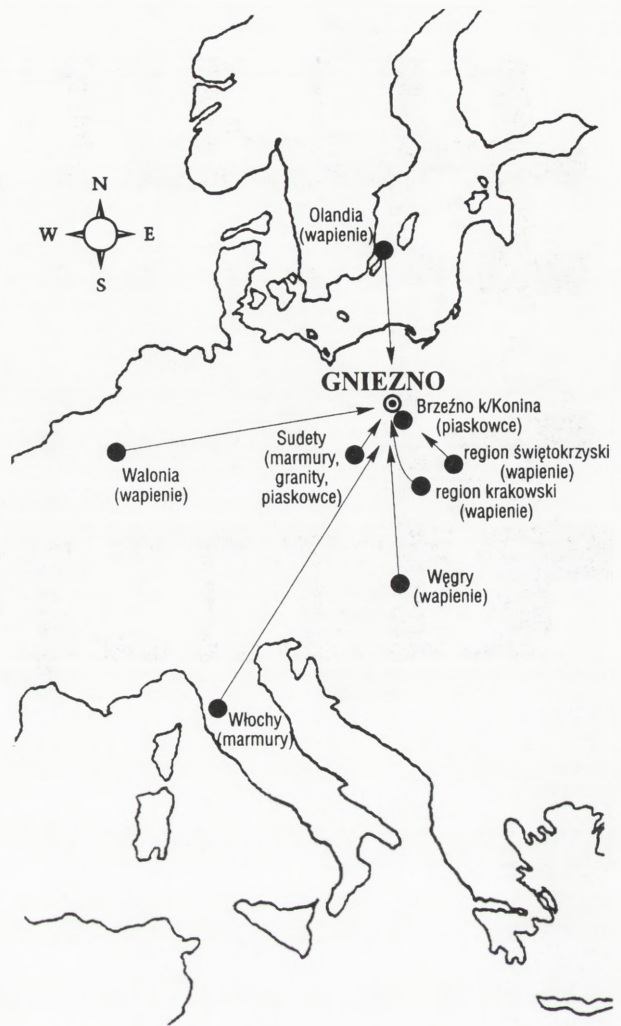 N
W E
S
Olandia
(wapienie)
GNIEZNO
Brzeźno k/Konina
(piaskowce)
Sudety
(marmury,
granity,
piaskowce)
region świętokrzyski
(wapienie)
Walonia
(wapienie)
region krakowski
(wapienie)
Węgry
(wapienie)
Włochy
(marmury)